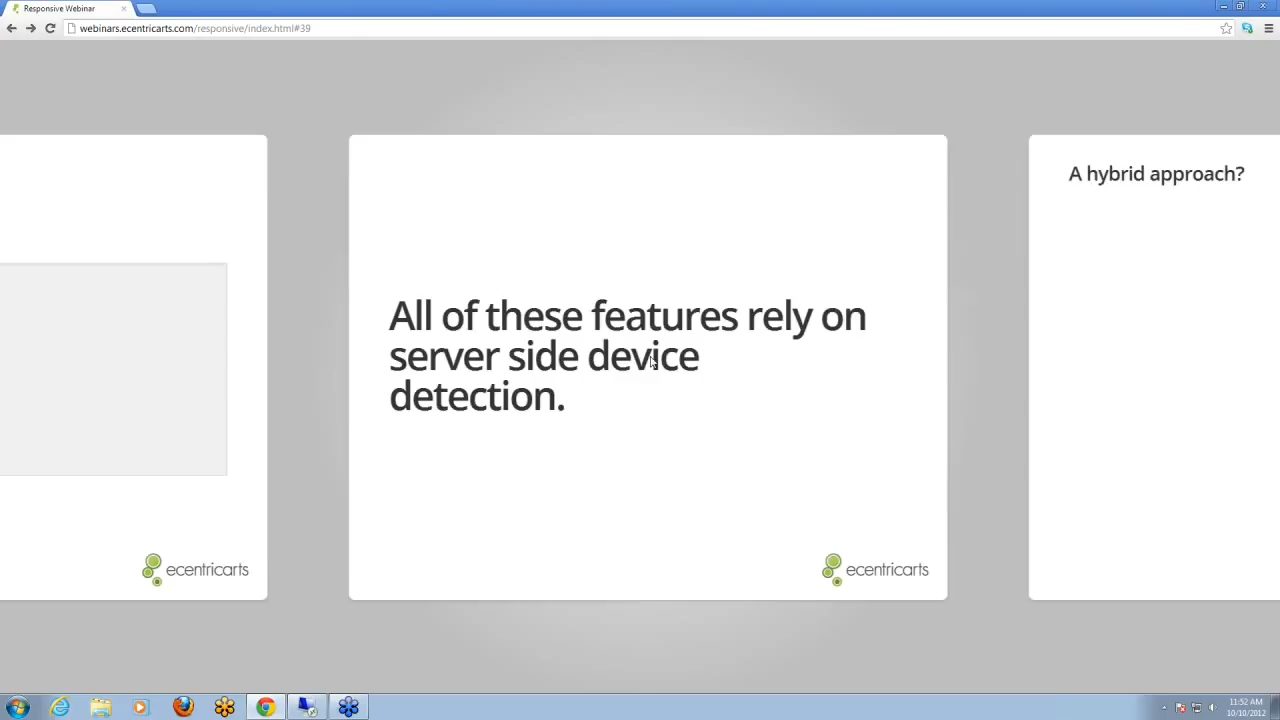 Responsive Webinar
webinars.ecentricarts.com/responsive/index.html#39
A hybrid approach?
All of these features rely on
server side device
detection.
ecentricarts
ecentricarts
11:52 AM
10/10/2012